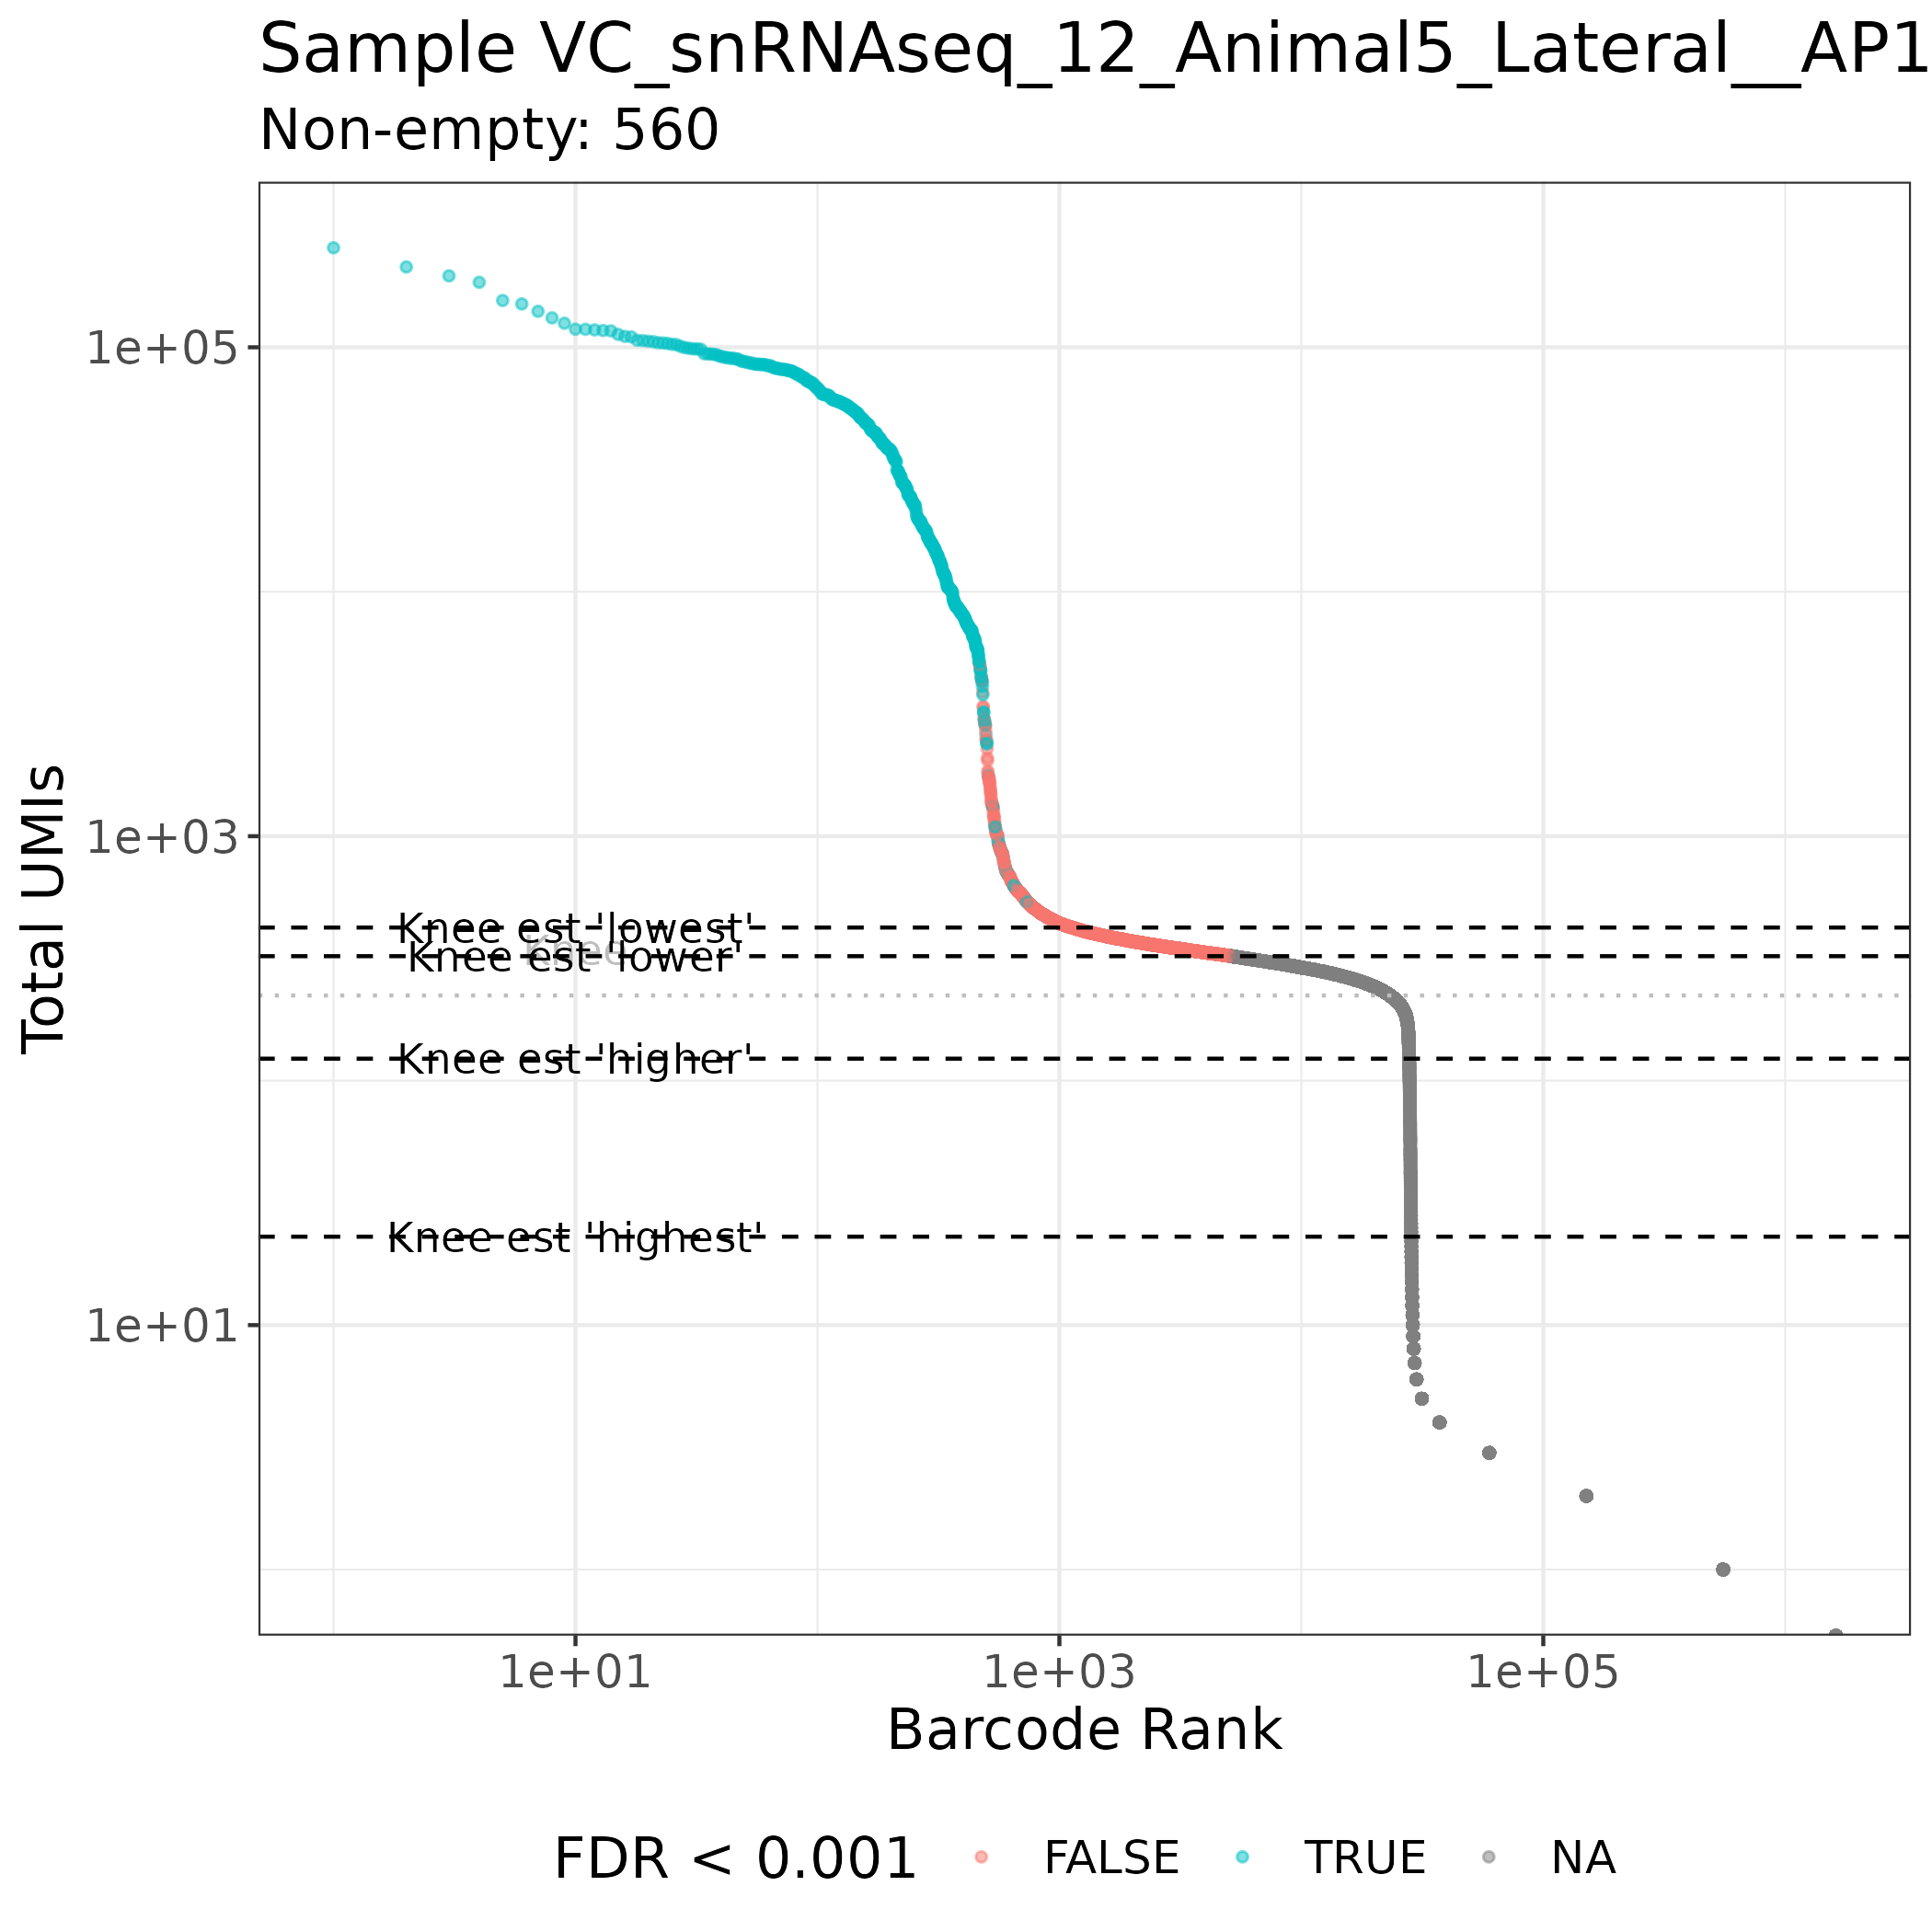 Sample VC_snRNAseq_12_Animal5_Lateral__AP1
Non-empty: 560
Total UMIs
1e+05
1e+03
1e+01
Knee est 'lowest'
Knee
Knee est 'lower'
Knee est 'higher'
Knee est 'highest'
1e+01 1e+03 1e+05
Barcode Rank
FDR < 0.001 FALSE TRUE NA